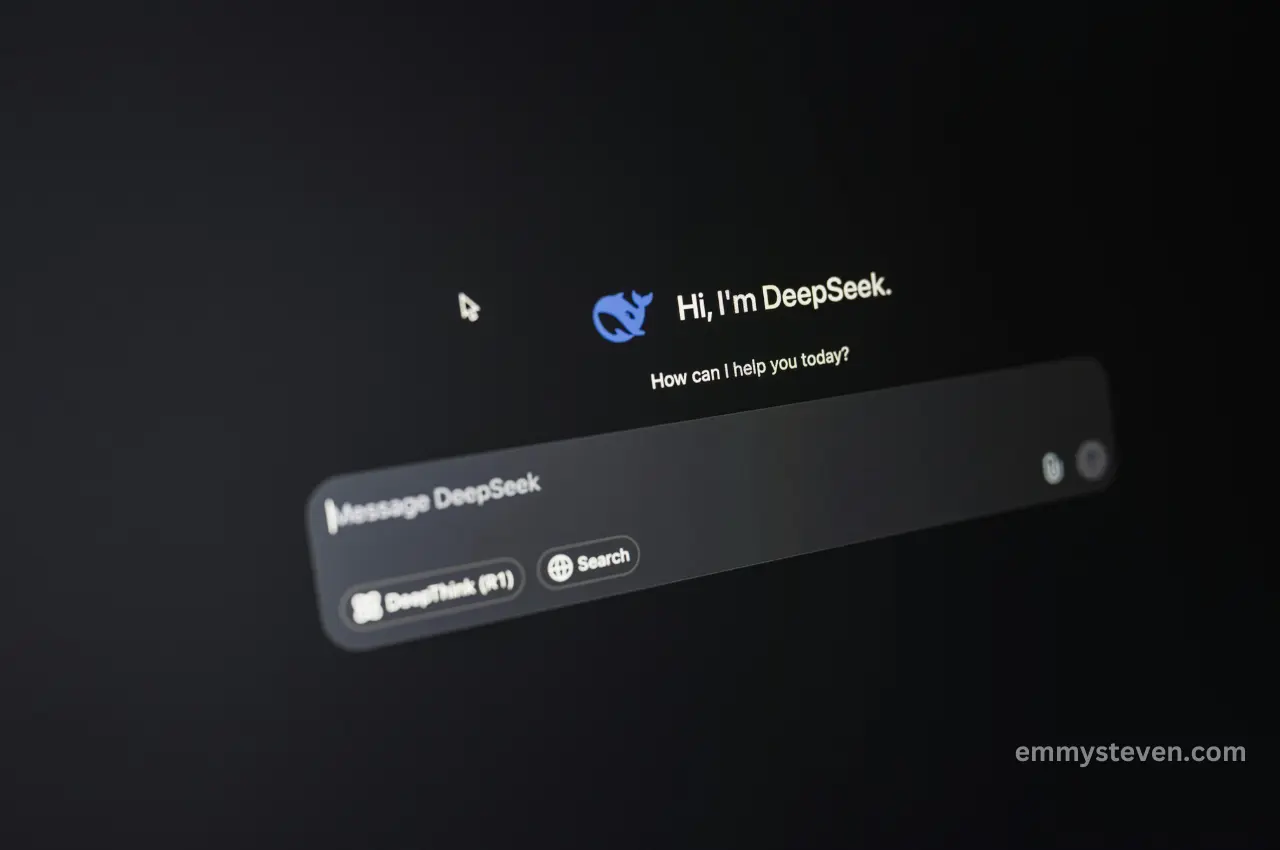 Hi, I'm DeepSeek.
How can I help you today?
Message DeepSeek
DeepThink (R1)
Search
emmysteven.com